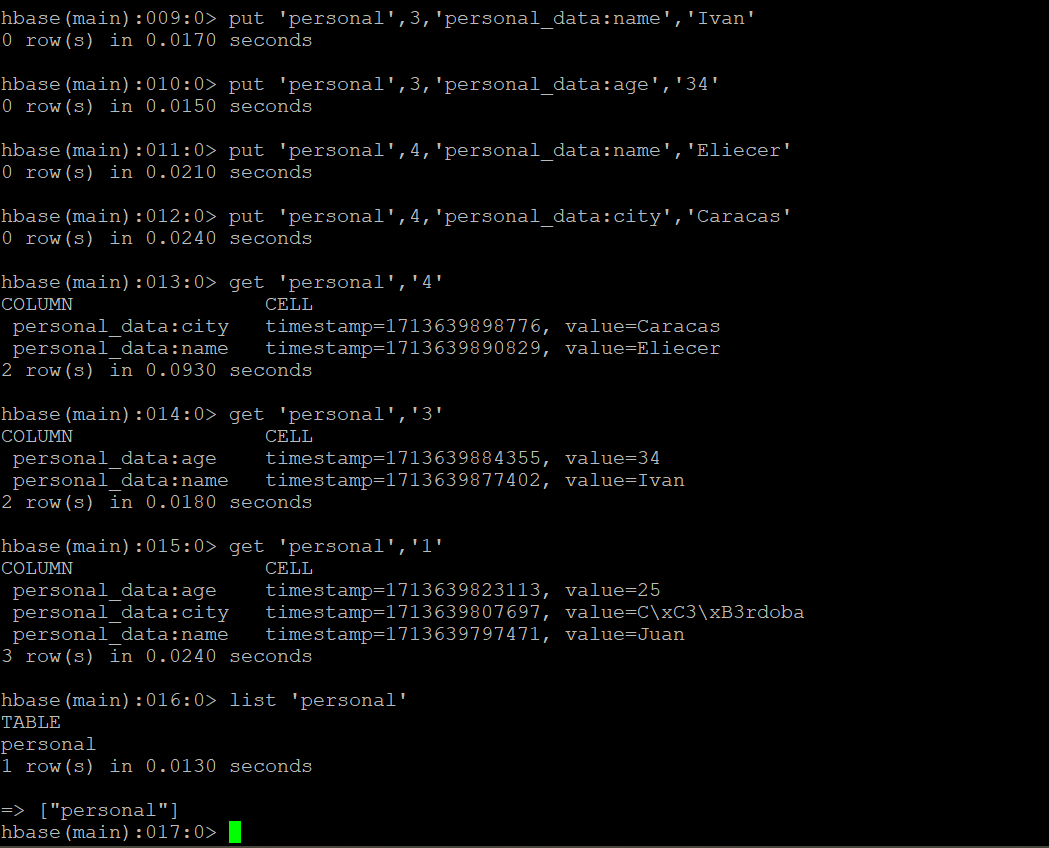 hbase(main):009:0> put 'personal',3,'personal_data:name','Ivan'
0 row(s) in 0.0170 seconds
hbase(main):010:0> put 'personal',3,'personal_data:age','34'
0 row(s) in 0.0150 seconds
hbase(main):011:0> put 'personal',4,'personal_data:name','Eliecer'
0 row(s) in 0.0210 seconds
hbase(main):012:0> put 'personal',4,'personal_data:city','Caracas'
0 row(s) in 0.0240 seconds
hbase(main):013:0> get 'personal','4'
COLUMN                CELL
 personal_data:city   timestamp=1713639898776, value=Caracas
 personal_data:name   timestamp=1713639890829, value=Eliecer
2 row(s) in 0.0930 seconds
hbase(main):014:0> get 'personal','3'
COLUMN                CELL
 personal_data:age    timestamp=1713639884355, value=34
 personal_data:name   timestamp=1713639877402, value=Ivan
2 row(s) in 0.0180 seconds
hbase(main):015:0> get 'personal','1'
COLUMN                CELL
 personal_data:age    timestamp=1713639823113, value=25
 personal_data:city   timestamp=1713639807697, value=C\xC3\xB3rdoba
 personal_data:name   timestamp=1713639797471, value=Juan
3 row(s) in 0.0240 seconds
hbase(main):016:0> list 'personal'
TABLE
personal
1 row(s) in 0.0130 seconds
=> ["personal"]
hbase(main):017:0>